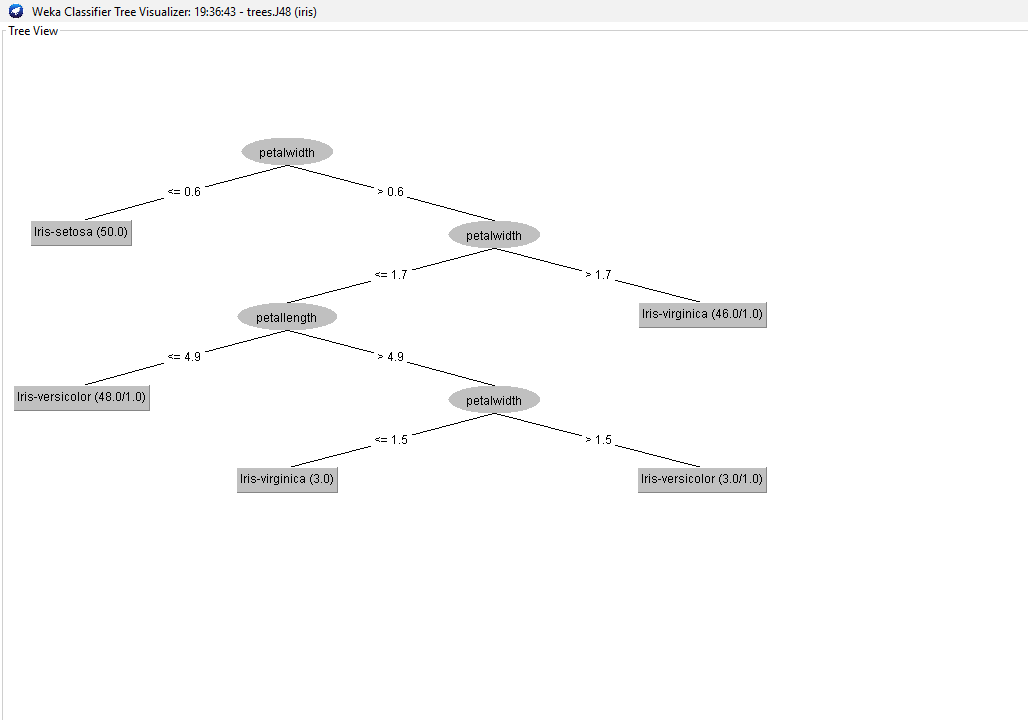 Weka Classifier Tree Visualizer: 19:36:43 - trees.J48 (iris)
Tree View
petalwidth
<= 0.6
> 0.6
Iris-setosa (50.0)
petalwidth
<= 1.7
> 1.7
petallength
Iris-virginica (46.0/1.0)
<= 4.9
> 4.9
Iris-versicolor (48.0/1.0)
petalwidth
<= 1.5
> 1.5
Iris-virginica (3.0)
Iris-versicolor (3.0/1.0)